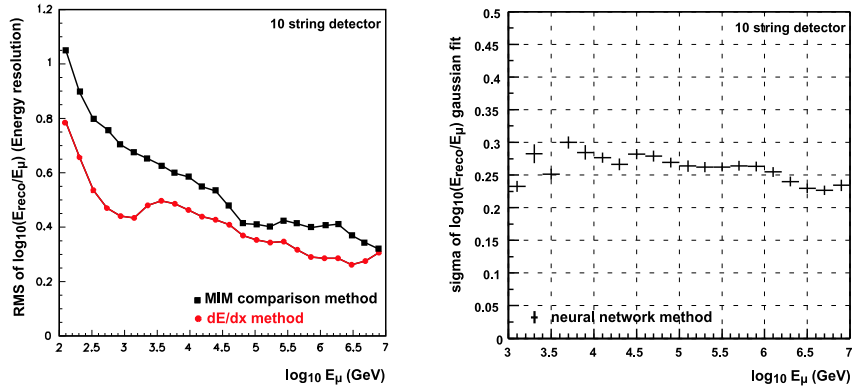 10 string detector
RMS of log10(Ereco/Eμ) (Energy resolution)
1.2
1
0.8
0.6
0.4
0.2
0
MIM comparison method
dE/dx method
2 2.5 3 3.5 4 4.5 5 5.5 6 6.5 7
log10 Eμ (GeV)
10 string detector
sigma of log10(Ereco/Eμ) gaussian fit
0.5
0.45
0.4
0.35
0.3
0.25
0.2
0.15
0.1
0.05
0
neural network method
3 3.5 4 4.5 5 5.5 6 6.5 7
log10 Eμ (GeV)